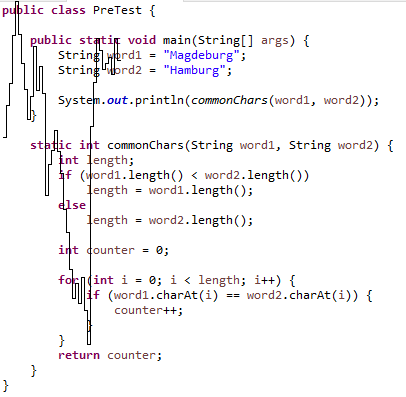 public class PreTest {
public static void main(String[] args) {
String word1 = "Magdeburg";
String word2 = "Hamburg";
System.out.println(commonChars(word1, word2));
}
static int commonChars(String word1, String word2) {
int length;
if (word1.length() < word2.length())
length = word1.length();
else
length = word2.length();
int counter = 0;
for (int i = 0; i < length; i++) {
if (word1.charAt(i) == word2.charAt(i)) {
counter++;
}
}
return counter;
}
}